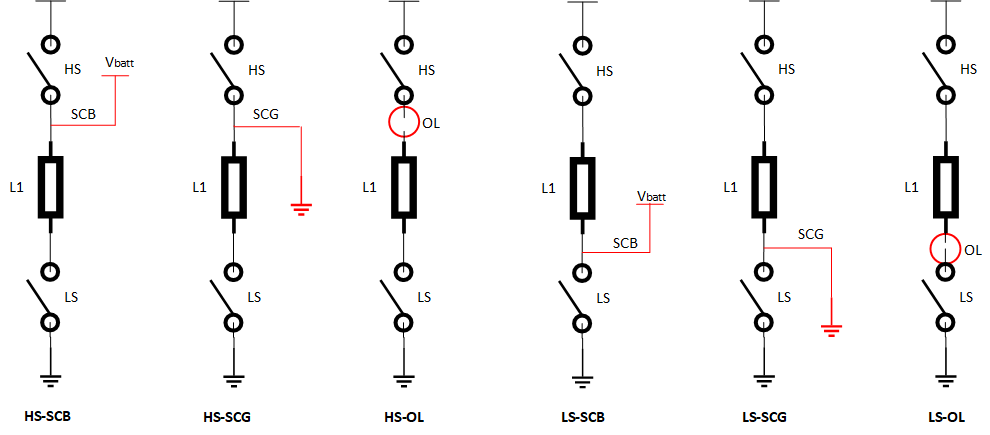 HS
Vbatt
SCB
L1
LS
HS-SCB
HS
SCG
L1
LS
HS-SCG
HS
OL
L1
LS
HS-OL
HS
L1
Vbatt
SCB
LS
LS-SCB
HS
L1
SCG
LS
LS-SCG
HS
L1
OL
LS
LS-OL